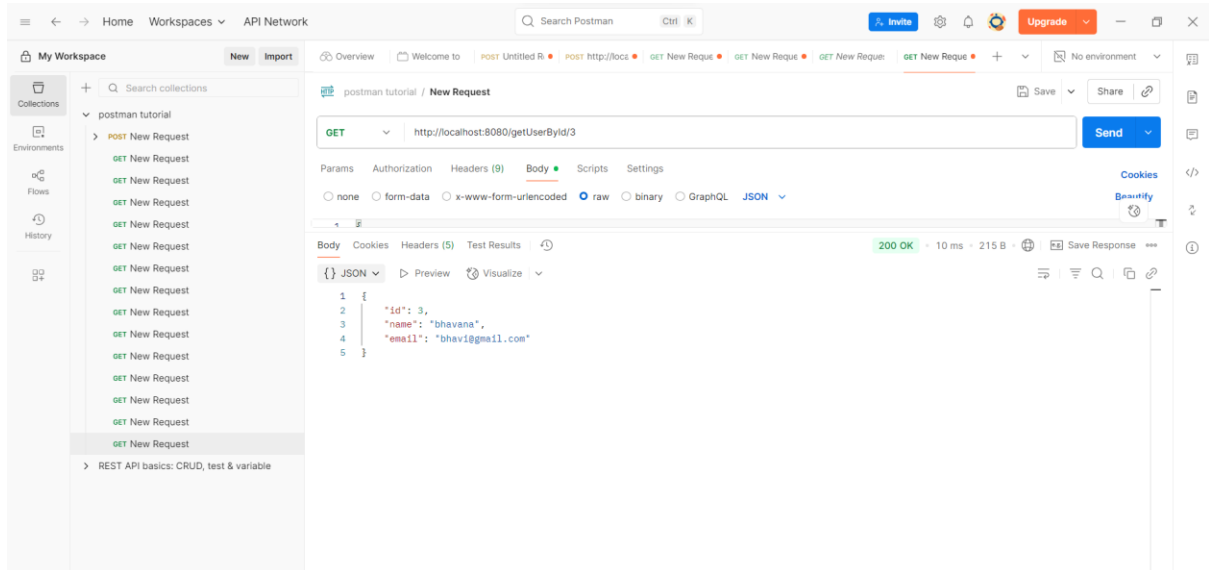 Home Workspaces API Network Search Postman Ctrl K Invite Upgrade
My Workspace New Import
Overview Welcome to POST Untitled R POST http://loca GET New Reque GET New Reque GET New Reque GET New Reque No environment
Collections
Environments
Flows
History
Search collections
postman tutorial
POST New Request
GET New Request
GET New Request
GET New Request
GET New Request
GET New Request
GET New Request
GET New Request
GET New Request
GET New Request
GET New Request
GET New Request
GET New Request
GET New Request
GET New Request
REST API basics: CRUD, test & variable
HTTP postman tutorial / New Request Save Share
GET http://localhost:8080/getUserById/3 Send
Params Authorization Headers (9) Body Scripts Settings Cookies
none form-data x-www-form-urlencoded raw binary GraphQL JSON Beautify
Body Cookies Headers (5) Test Results 200 OK 10 ms 215 B Save Response
{} JSON Preview Visualize
1 {
2 "id": 3,
3 "name": "bhavana",
4 "email": "bhavi@gmail.com"
5 }